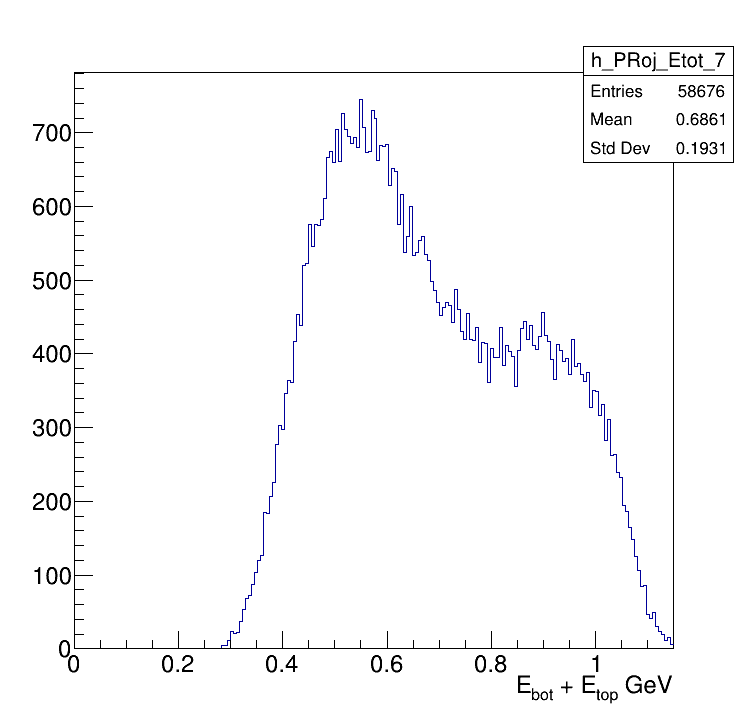 h_PRoj_Etot_7
Entries 58676
Mean 0.6861
Std Dev 0.1931
700
600
500
400
300
200
100
0
0 0.2 0.4 0.6 0.8 1
E_bot + E_top GeV